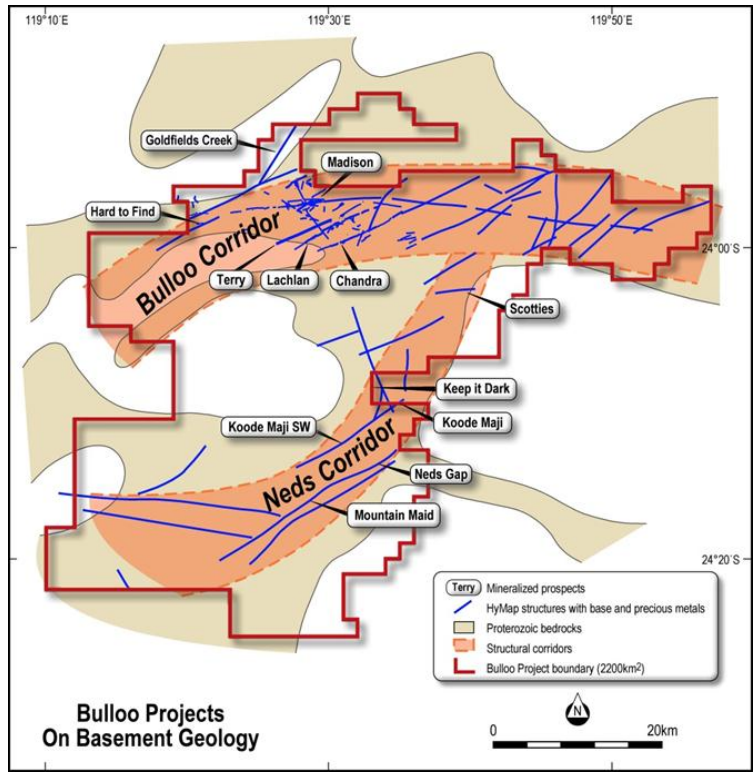 119°10´E
119°30´E
119°50´E
Goldfields Creek
Madison
Hard to Find
Bulloo Corridor
24°00´S
Terry
Lachlan
Chandra
Scotties
Keep it Dark
Koode Maji SW
Koode Maji
Neds Corridor
Neds Gap
Mountain Maid
24°20´S
Terry Mineralized prospects
HyMap structures with base and precious metals
Proterozoic bedrocks
Structural corridors
Bulloo Project boundary (2200km²)
Bulloo Projects
On Basement Geology
N
0 20km